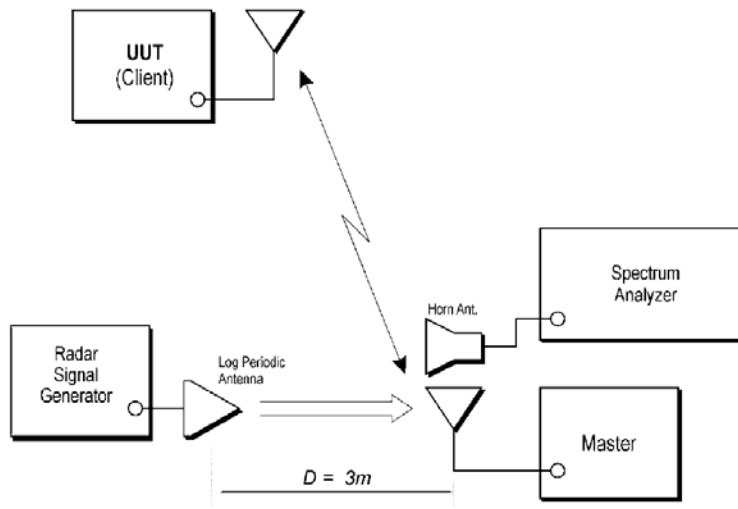 UUT
(Client)
Spectrum
Analyzer
Horn Ant.
Radar
Signal
Generator
Log Periodic
Antenna
Master
D = 3m